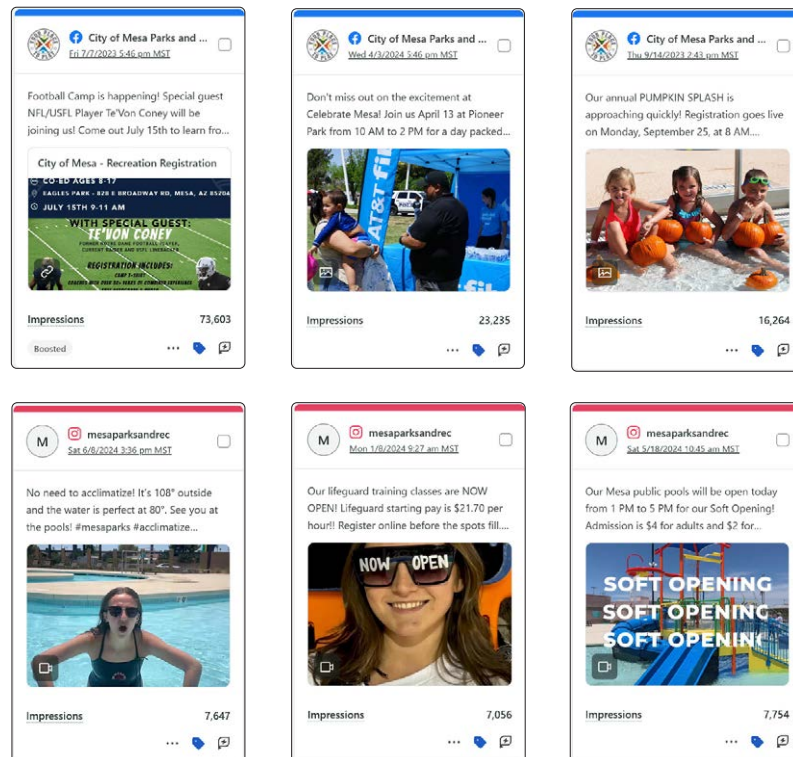 City of Mesa Parks and ...
Fri 7/7/2023 5:46 pm MST
Football Camp is happening! Special guest
NFL/USFL Player Te'Von Coney will be
joining us! Come out July 15th to learn fro...
City of Mesa - Recreation Registration
CO-ED AGES 8-17
EAGLES PARK - 828 E BROADWAY RD, MESA, AZ 85204
JULY 15TH 9-11 AM
WITH SPECIAL GUEST:
TE'VON CONEY
FORMER NOTRE DAME FOOTBALL PLAYER,
REGISTRATION INCLUDES:
CAMP T-SHIRT
Impressions 73,603
Boosted
City of Mesa Parks and ...
Wed 4/3/2024 5:46 pm MST
Don't miss out on the excitement at
Celebrate Mesa! Join us April 13 at Pioneer
Park from 10 AM to 2 PM for a day packed...
AT&T fi
Impressions 23,235
City of Mesa Parks and ...
Thu 9/14/2023 2:43 pm MST
Our annual PUMPKIN SPLASH is
approaching quickly! Registration goes live
on Monday, September 25, at 8 AM....
Impressions 16,264
M
mesaparksandrec
Sat 6/8/2024 3:36 pm MST
No need to acclimatize! It's 108° outside
and the water is perfect at 80°. See you at
the pools! #mesaparks #acclimatize...
Impressions 7,647
M
mesaparksandrec
Mon 1/8/2024 9:27 am MST
Our lifeguard training classes are NOW
OPEN! Lifeguard starting pay is $21.70 per
hour!! Register online before the spots fill....
NOW OPEN
Impressions 7,056
M
mesaparksandrec
Sat 5/18/2024 10:45 am MST
Our Mesa public pools will be open today
from 1 PM to 5 PM for our Soft Opening!
Admission is $4 for adults and $2 for...
SOFT OPENING
SOFT OPENING
SOFT OPENING
Impressions 7,754